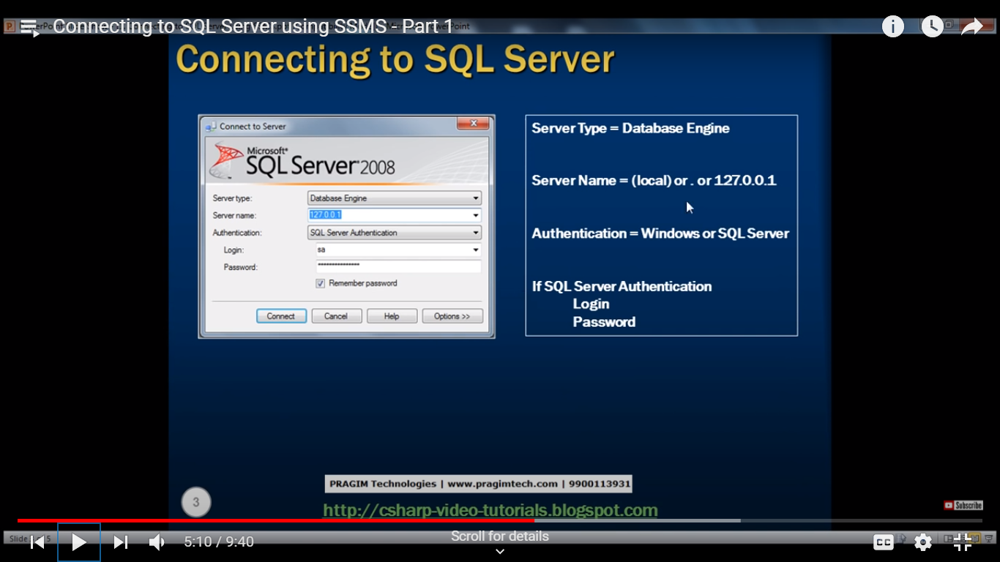 Connecting to SQL Server using SSMS - Part 1
Connecting to SQL Server
Connect to Server
Microsoft®
SQL Server 2008
Server type: Database Engine
Server name: 127.0.0.1
Authentication: SQL Server Authentication
Login: sa
Password: ***************
Remember password
Connect Cancel Help Options >>
Server Type = Database Engine
Server Name = (local) or . or 127.0.0.1
Authentication = Windows or SQL Server
If SQL Server Authentication
Login
Password
PRAGIM Technologies | www.pragimtech.com | 9900113931
3
http://csharp-video-tutorials.blogspot.com
Subscribe
Slide 5
5:10 / 9:40
Scroll for details
CC